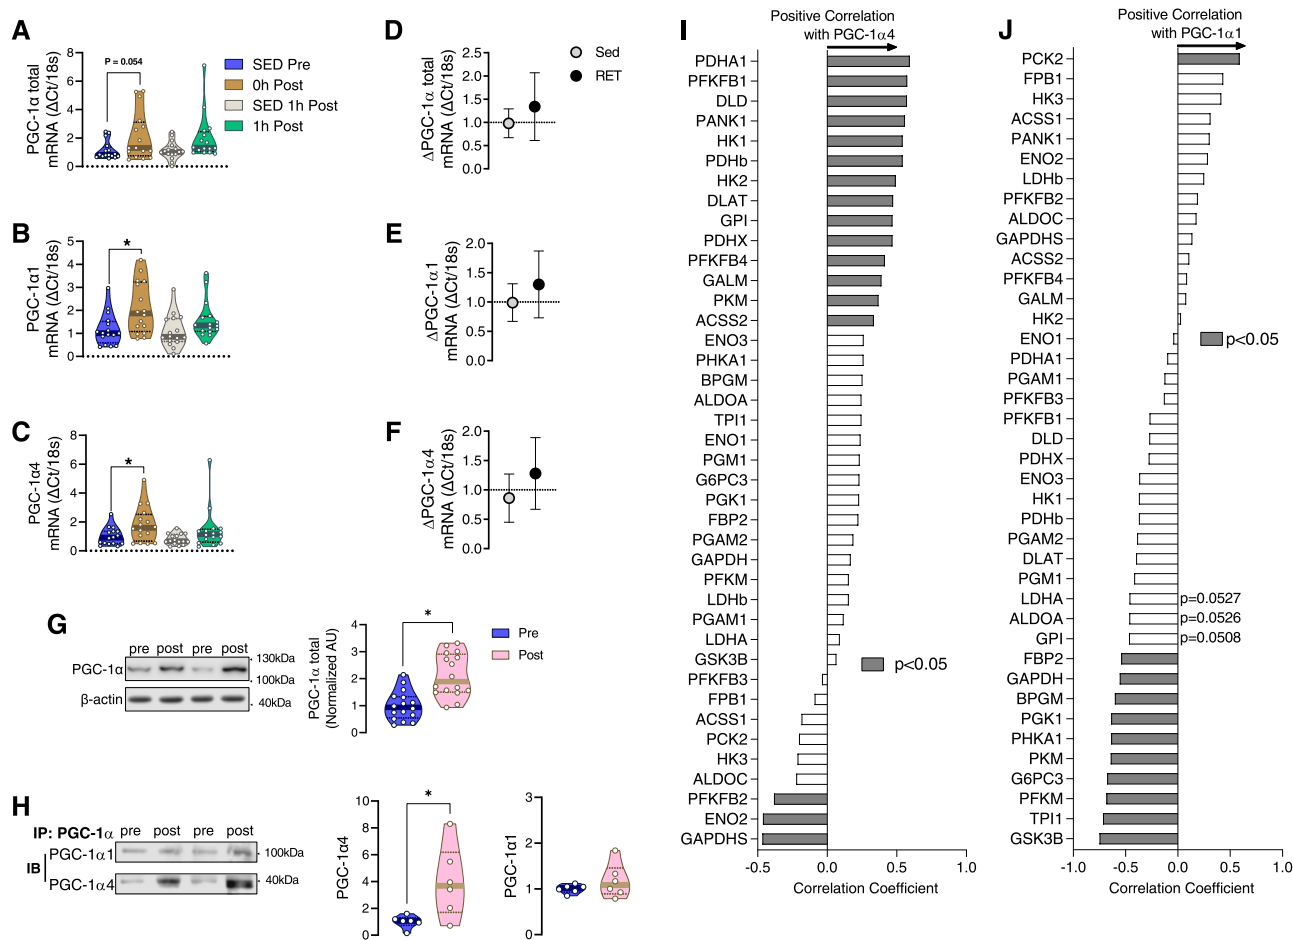 A
8
6
4
2
0
PGC-1α total
mRNA (ΔCt/18s)
P = 0.054
SED Pre
0h Post
SED 1h Post
1h Post
B
5
4
3
2
1
0
PGC-1α1
mRNA (ΔCt/18s)
*
C
8
6
4
2
0
PGC-1α4
mRNA (ΔCt/18s)
*
D
2.5
2.0
1.5
1.0
0.5
0.0
ΔPGC-1α total
mRNA (ΔCt/18s)
Sed
RET
E
2.0
1.5
1.0
0.5
0.0
ΔPGC-1α1
mRNA (ΔCt/18s)
F
2.0
1.5
1.0
0.5
0.0
ΔPGC-1α4
mRNA (ΔCt/18s)
G
pre post pre post
PGC-1α
130kDa
100kDa
β-actin
40kDa
4
3
2
1
0
PGC-1α total
(Normalized AU)
*
Pre
Post
H
IP: PGC-1α
pre post pre post
IB
PGC-1α1
100kDa
PGC-1α4
40kDa
10
8
6
4
2
0
PGC-1α4
*
3
2
1
0
PGC-1α1
I
Positive Correlation
with PGC-1α4
PDHA1
PFKFB1
DLD
PANK1
HK1
PDHb
HK2
DLAT
GPI
PDHX
PFKFB4
GALM
PKM
ACSS2
ENO3
PHKA1
BPGM
ALDOA
TPI1
ENO1
PGM1
G6PC3
PGK1
FBP2
PGAM2
GAPDH
PFKM
LDHb
PGAM1
LDHA
GSK3B
PFKFB3
FPB1
ACSS1
PCK2
HK3
ALDOC
PFKFB2
ENO2
GAPDHS
p<0.05
-0.5 0.0 0.5 1.0
Correlation Coefficient
J
Positive Correlation
with PGC-1α1
PCK2
FPB1
HK3
ACSS1
PANK1
ENO2
LDHb
PFKFB2
ALDOC
GAPDHS
ACSS2
PFKFB4
GALM
HK2
ENO1
p<0.05
PDHA1
PGAM1
PFKFB3
PFKFB1
DLD
PDHX
ENO3
HK1
PDHb
PGAM2
DLAT
PGM1
LDHA p=0.0527
ALDOA p=0.0526
GPI p=0.0508
FBP2
GAPDH
BPGM
PGK1
PHKA1
PKM
G6PC3
PFKM
TPI1
GSK3B
-1.0 -0.5 0.0 0.5 1.0
Correlation Coefficient